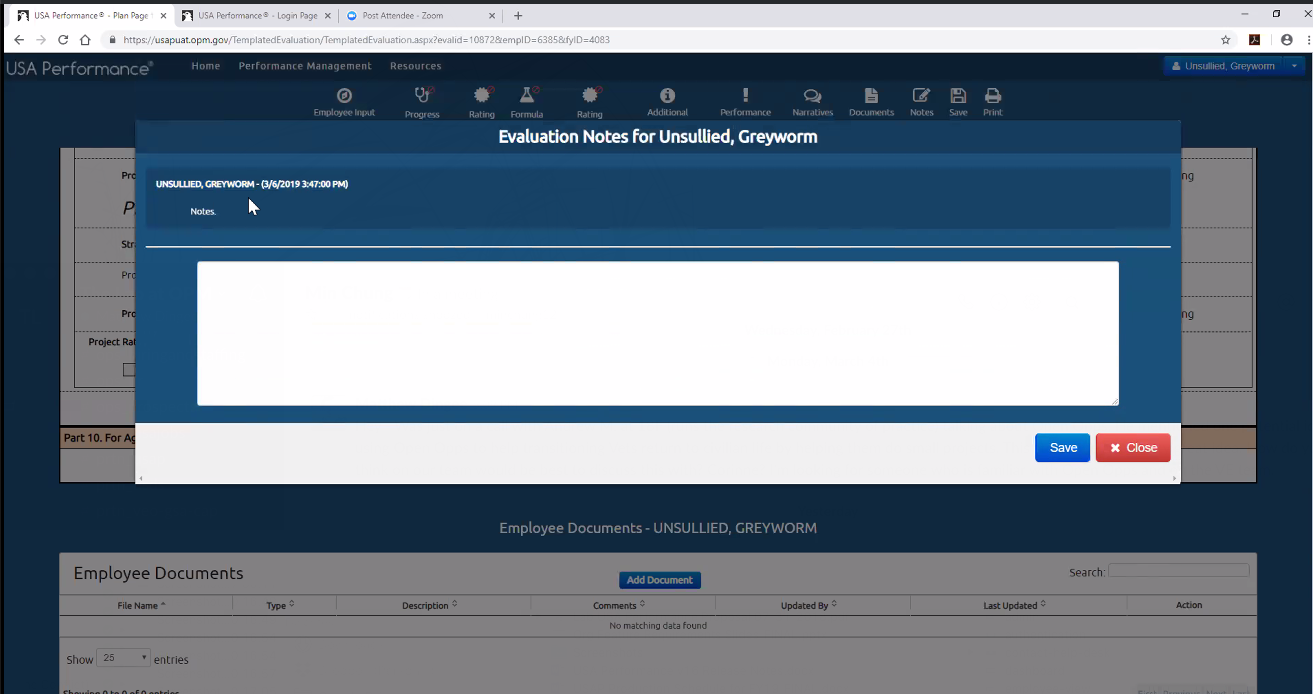 USA Performance® - Plan Page
USA Performance® - Login Page
Post Attendee - Zoom
https://usapuat.opm.gov/TemplatedEvaluation/TemplatedEvaluation.aspx?evalid=10872&empID=6385&fyID=4083
USA Performance®
Home
Performance Management
Resources
Unsullied, Greyworm
Employee Input
Progress
Rating
Formula
Rating
Additional
Performance
Narratives
Documents
Notes
Save
Print
Evaluation Notes for Unsullied, Greyworm
UNSULLIED, GREYWORM - (3/6/2019 3:47:00 PM)
Notes.
Pro
ng
P
Stra
Pro
Pro
ng
Project Rat
Part 10. For Ag
Save
Close
Employee Documents - UNSULLIED, GREYWORM
Employee Documents
Add Document
Search:
File Name
Type
Description
Comments
Updated By
Last Updated
Action
No matching data found
Show 25 entries
Showing 0 to 0 of 0 entries